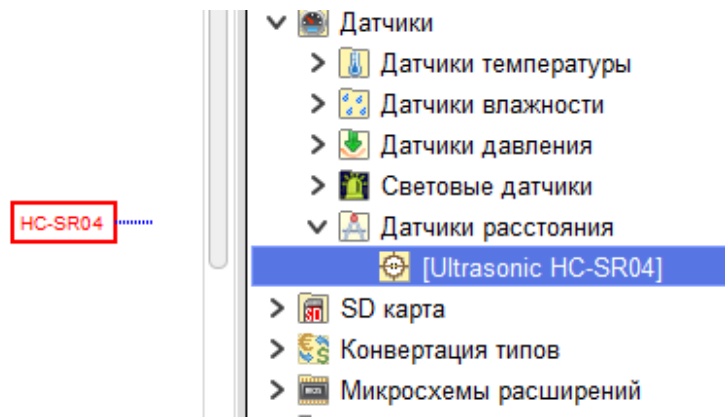 Датчики
Датчики температуры
Датчики влажности
Датчики давления
Световые датчики
HC-SR04
Датчики расстояния
[Ultrasonic HC-SR04]
SD карта
Конвертация типов
Микросхемы расширений